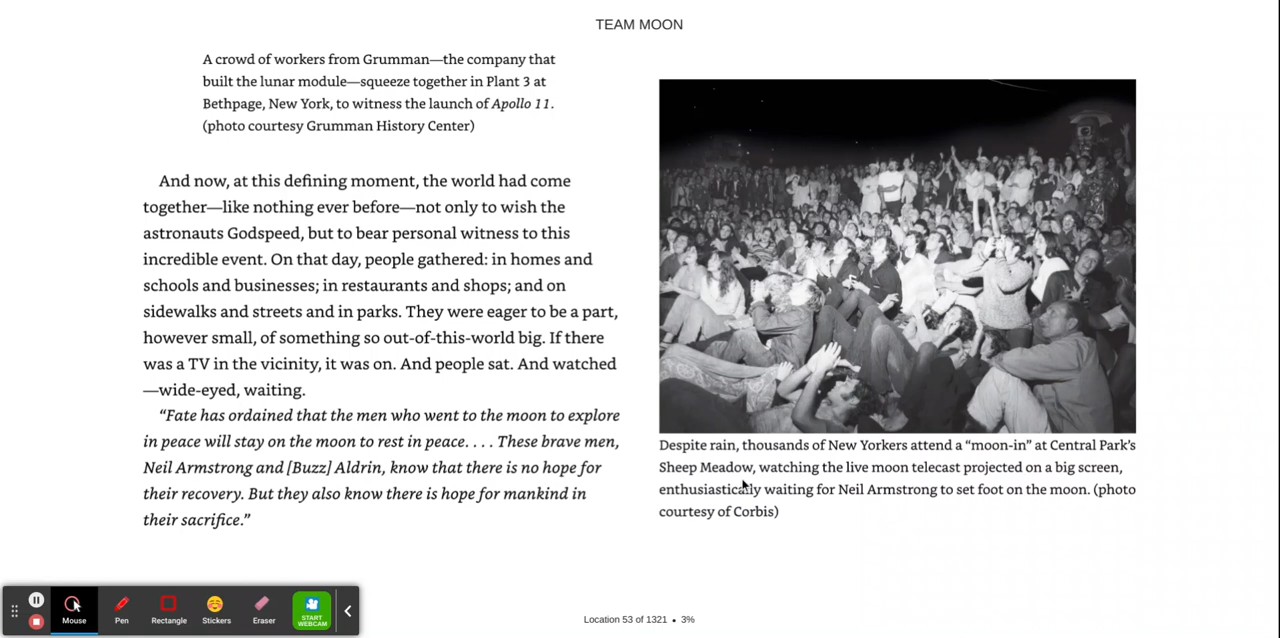 TEAM MOON
A crowd of workers from Grumman—the company that
built the lunar module—squeeze together in Plant 3 at
Bethpage, New York, to witness the launch of Apollo 11.
(photo courtesy Grumman History Center)
And now, at this defining moment, the world had come
together—like nothing ever before—not only to wish the
astronauts Godspeed, but to bear personal witness to this
incredible event. On that day, people gathered: in homes and
schools and businesses; in restaurants and shops; and on
sidewalks and streets and in parks. They were eager to be a part,
however small, of something so out-of-this-world big. If there
was a TV in the vicinity, it was on. And people sat. And watched
—wide-eyed, waiting.
“Fate has ordained that the men who went to the moon to explore
in peace will stay on the moon to rest in peace. . . . These brave men,
Neil Armstrong and [Buzz] Aldrin, know that there is no hope for
their recovery. But they also know there is hope for mankind in
their sacrifice.”
Despite rain, thousands of New Yorkers attend a “moon-in” at Central Park’s
Sheep Meadow, watching the live moon telecast projected on a big screen,
enthusiastically waiting for Neil Armstrong to set foot on the moon. (photo
courtesy of Corbis)
Mouse Pen Rectangle Stickers Eraser START WEBCAM
Location 53 of 1321 • 3%